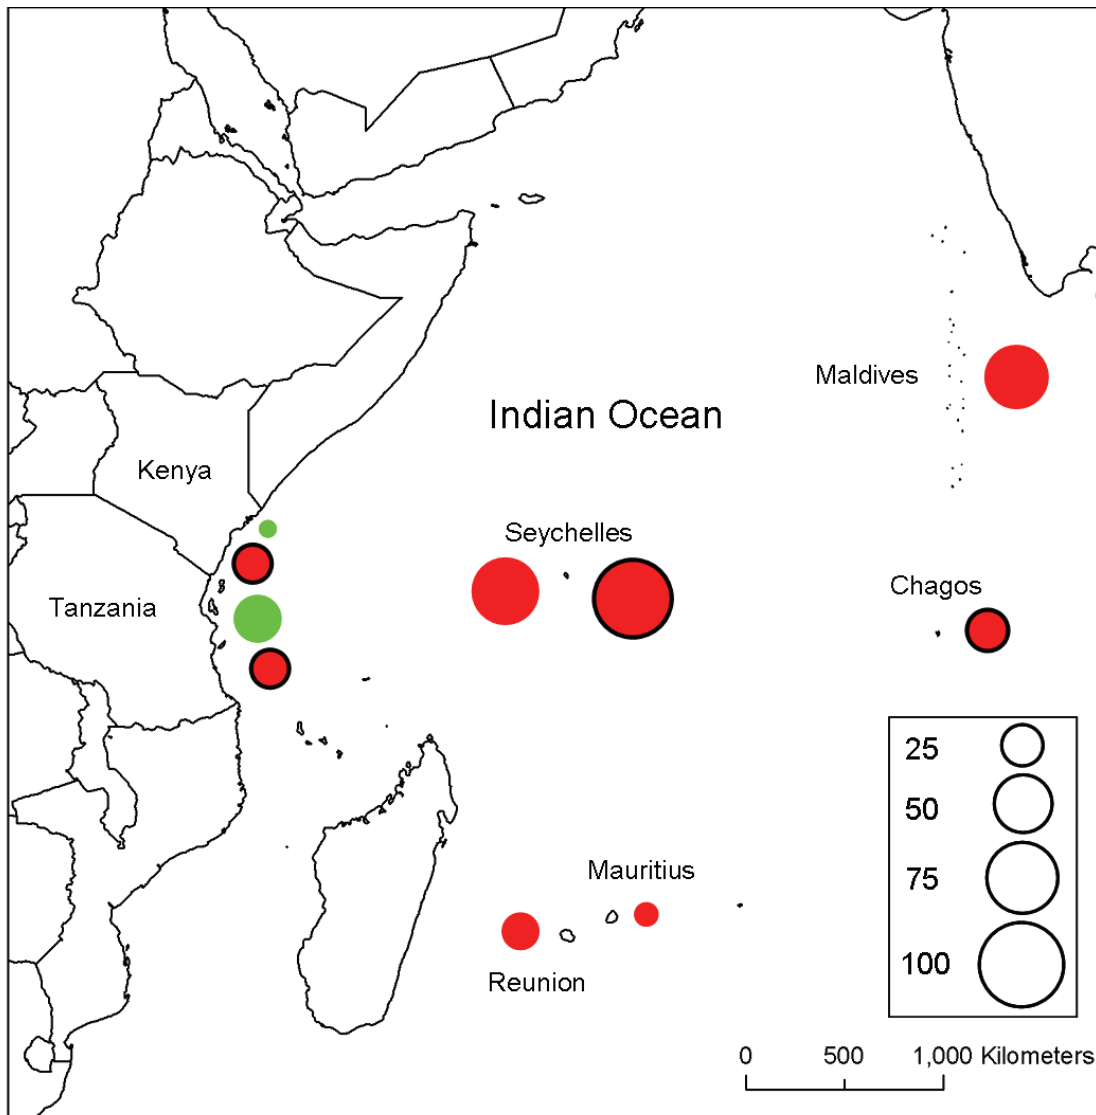 Maldives
Indian Ocean
Kenya
Seychelles
Chagos
Tanzania
25
50
75
100
Mauritius
Reunion
0 500 1,000 Kilometers